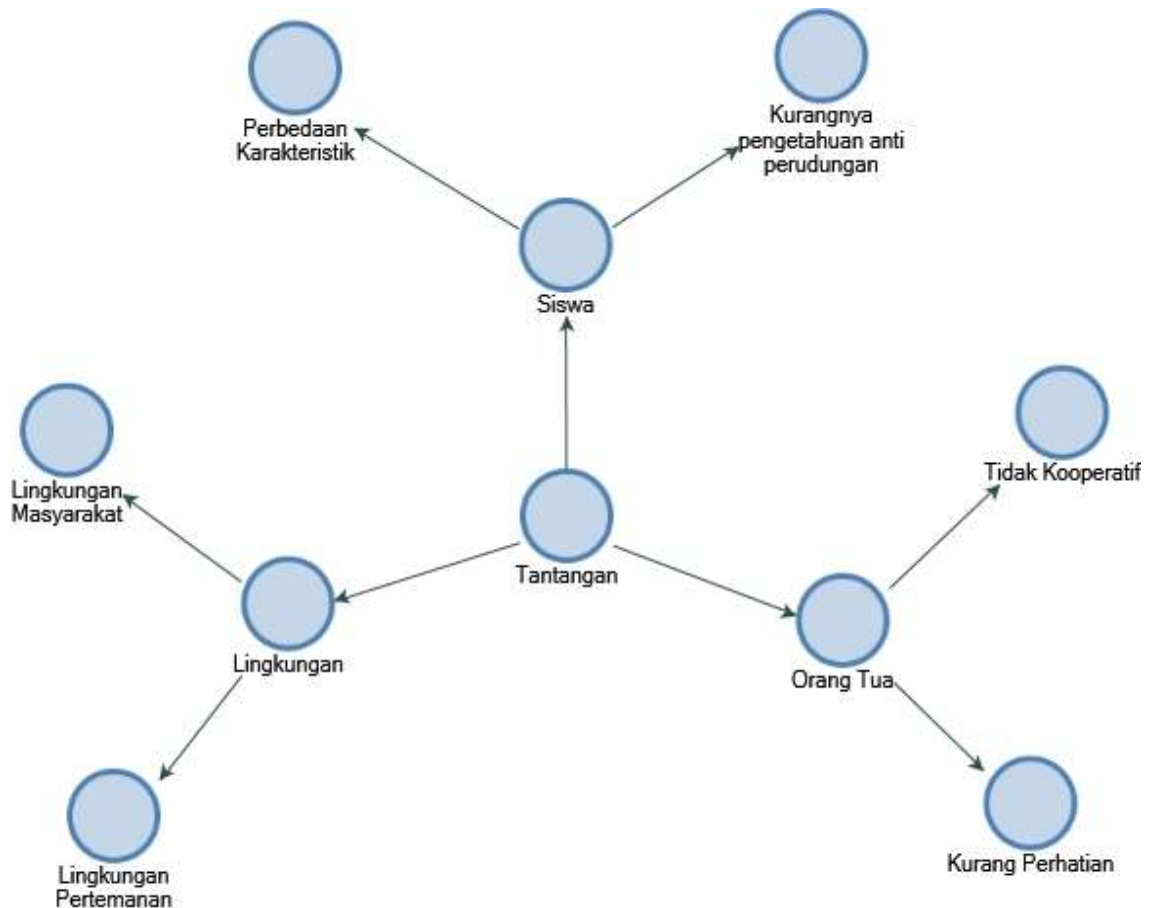 Perbedaan
Karakteristik
Kurangnya
pengetahuan anti
perudungan
Siswa
Lingkungan
Masyarakat
Tidak Kooperatif
Tantangan
Lingkungan
Orang Tua
Lingkungan
Pertemanan
Kurang Perhatian